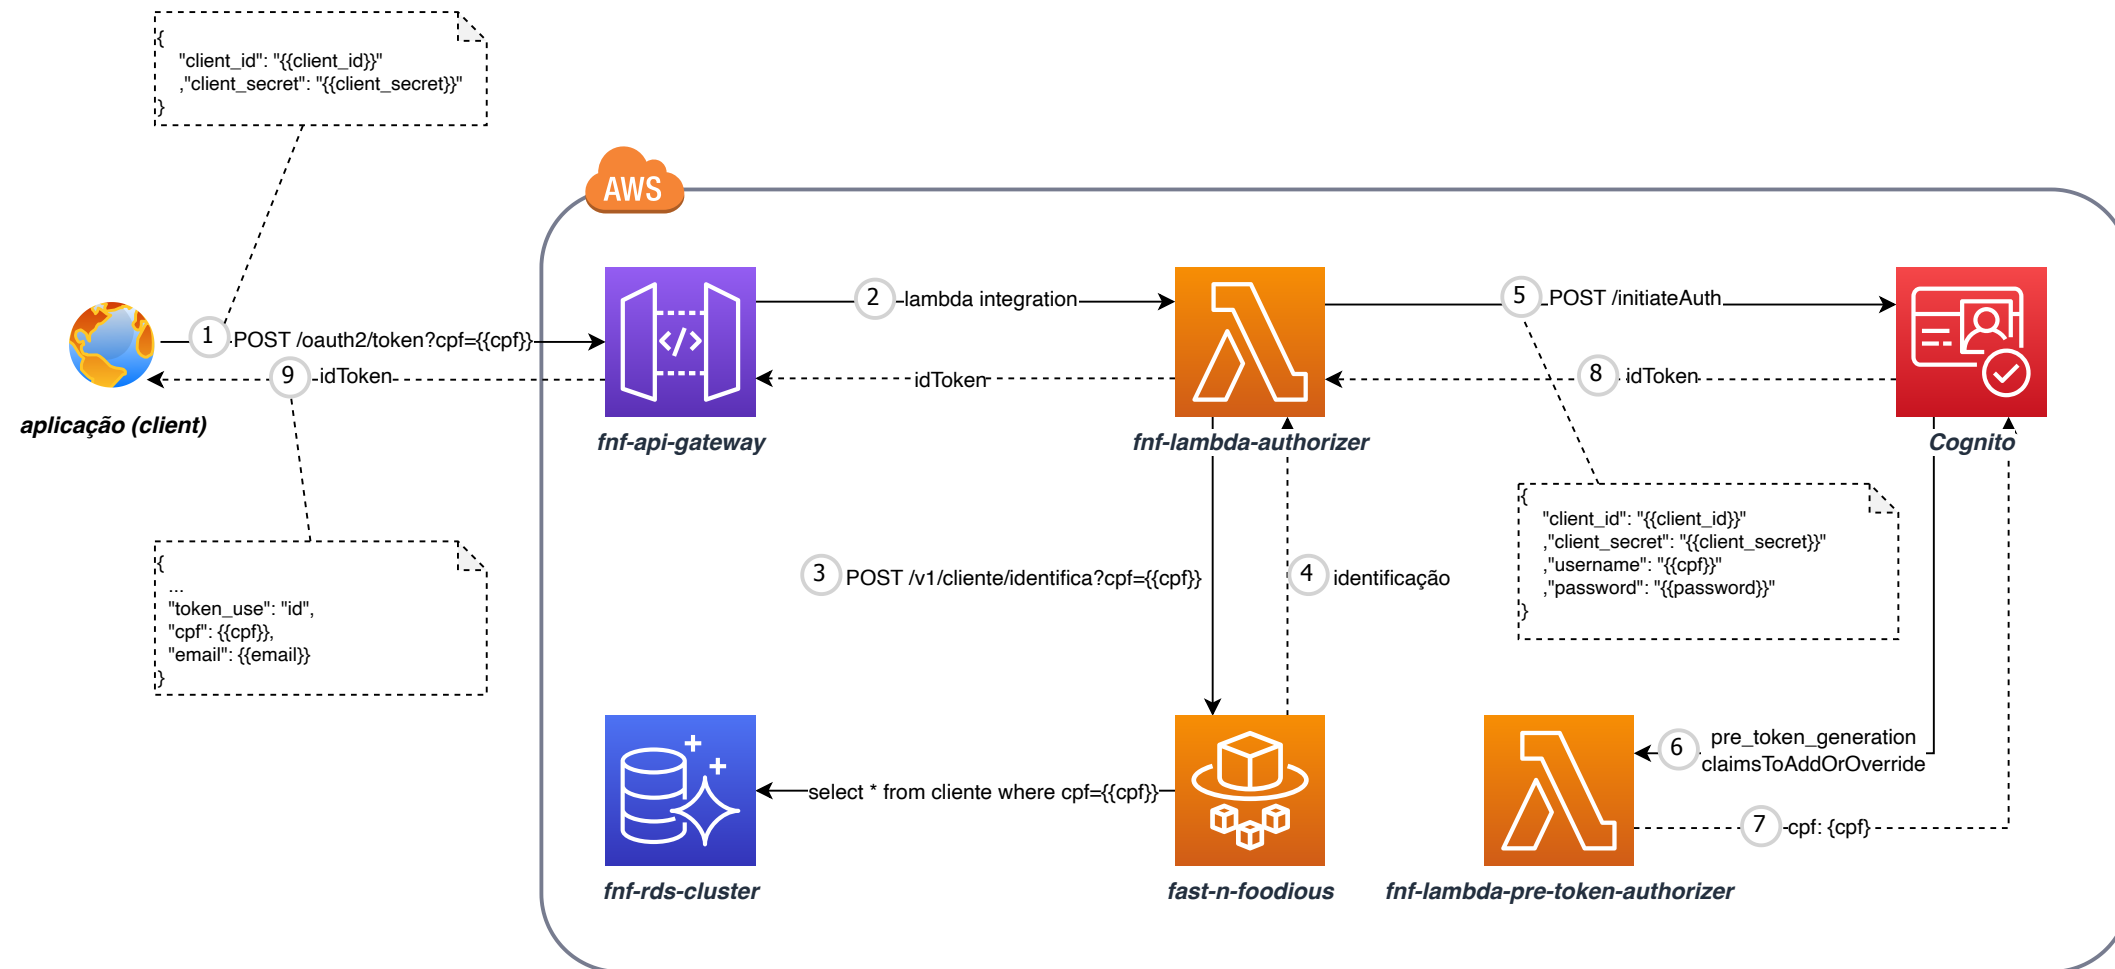 {
"client_id": "{{client_id}}"
,"client_secret": "{{client_secret}}"
}
AWS
1 POST /oauth2/token?cpf={{cpf}}
2 lambda integration
5 POST /initiateAuth
9 idToken
idToken
8 idToken
aplicação (client)
fnf-api-gateway
fnf-lambda-authorizer
Cognito
{
"client_id": "{{client_id}}"
,"client_secret": "{{client_secret}}"
,"username": "{{cpf}}"
,"password": "{{password}}"
}
3 POST /v1/cliente/identifica?cpf={{cpf}}
4 identificação
{
...
"token_use": "id",
"cpf": {{cpf}},
"email": {{email}}
}
6 pre_token_generation
claimsToAddOrOverride
select * from cliente where cpf={{cpf}}
7 cpf: {cpf}
fnf-rds-cluster
fast-n-foodious
fnf-lambda-pre-token-authorizer